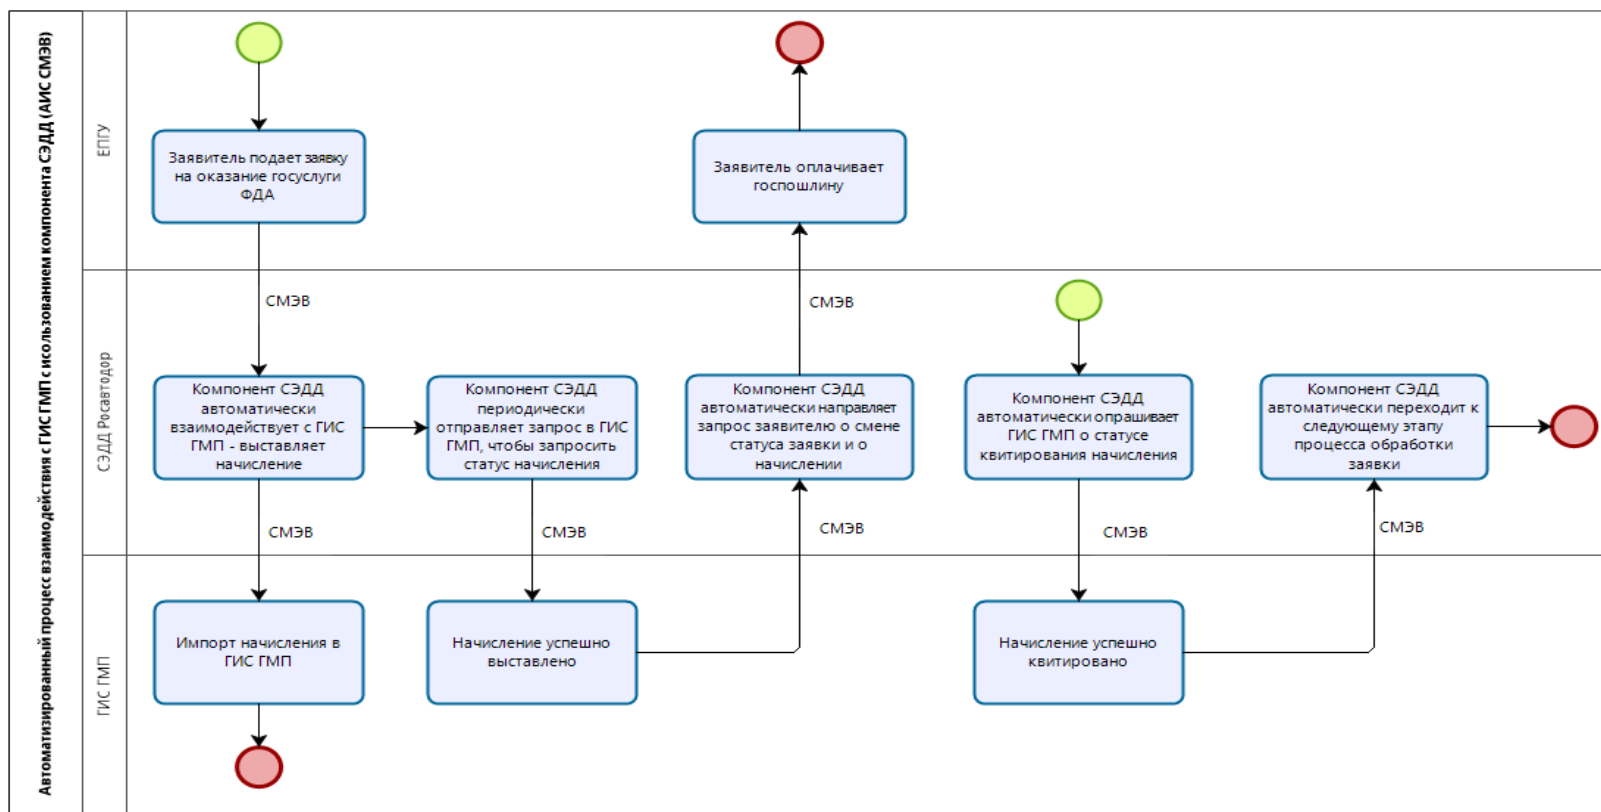 Автоматизированный процесс взаимодействия с ГИС ГМП с исользованием компонента СЭДД (АИС СМЭВ)
ЕПГУ
Заявитель подает заявку
на оказание госуслуги
ФДА
Заявитель оплачивает
госпошлину
СМЭВ
СМЭВ
СЭДД Росавтодор
Компонент СЭДД
автоматически
взаимодействует с ГИС
ГМП - выставляет
начисление
Компонент СЭДД
периодически
отправляет запрос в ГИС
ГМП, чтобы запросить
статус начисления
Компонент СЭДД
автоматически направляет
запрос заявителю о смене
статуса заявки и о
начислении
Компонент СЭДД
автоматически опрашивает
ГИС ГМП о статусе
квитирования начисления
Компонент СЭДД
автоматически переходит к
следующему этапу
процесса обработки
заявки
СМЭВ
СМЭВ
СМЭВ
СМЭВ
СМЭВ
ГИС ГМП
Импорт начисления в
ГИС ГМП
Начисление успешно
выставлено
Начисление успешно
квитировано